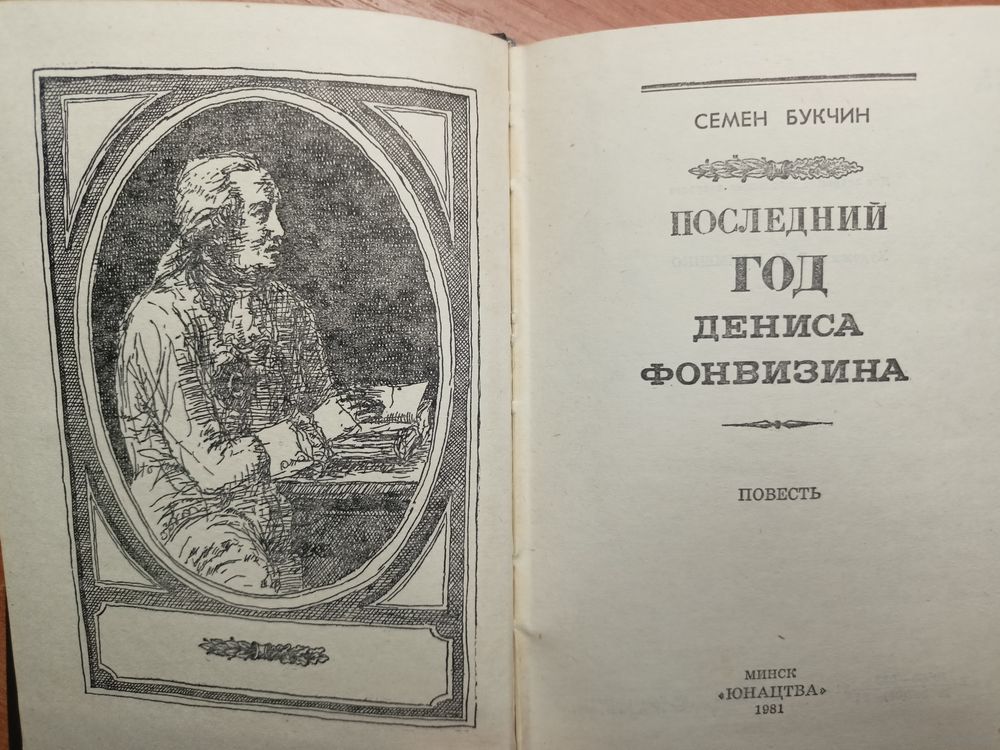 СЕМЕН БУКЧИН
ПОСЛЕДНИЙ
ГОД
ДЕНИСА
ФОНВИЗИНА
ПОВЕСТЬ
МИНСК
«ЮНАЦТВА»
1981